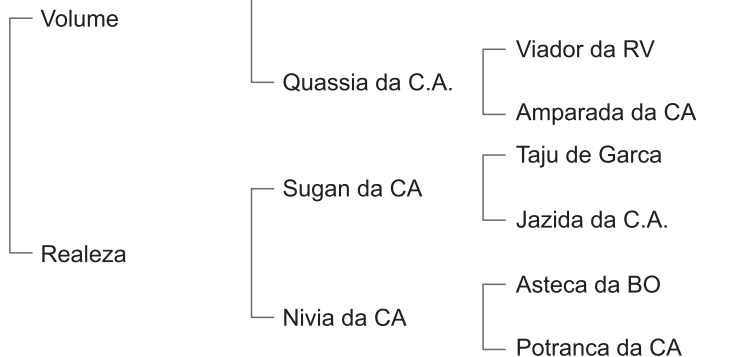 Volume
Quassia da C.A.
Viador da RV
Amparada da CA
Realeza
Sugan da CA
Taju de Garca
Jazida da C.A.
Nivia da CA
Asteca da BO
Potranca da CA